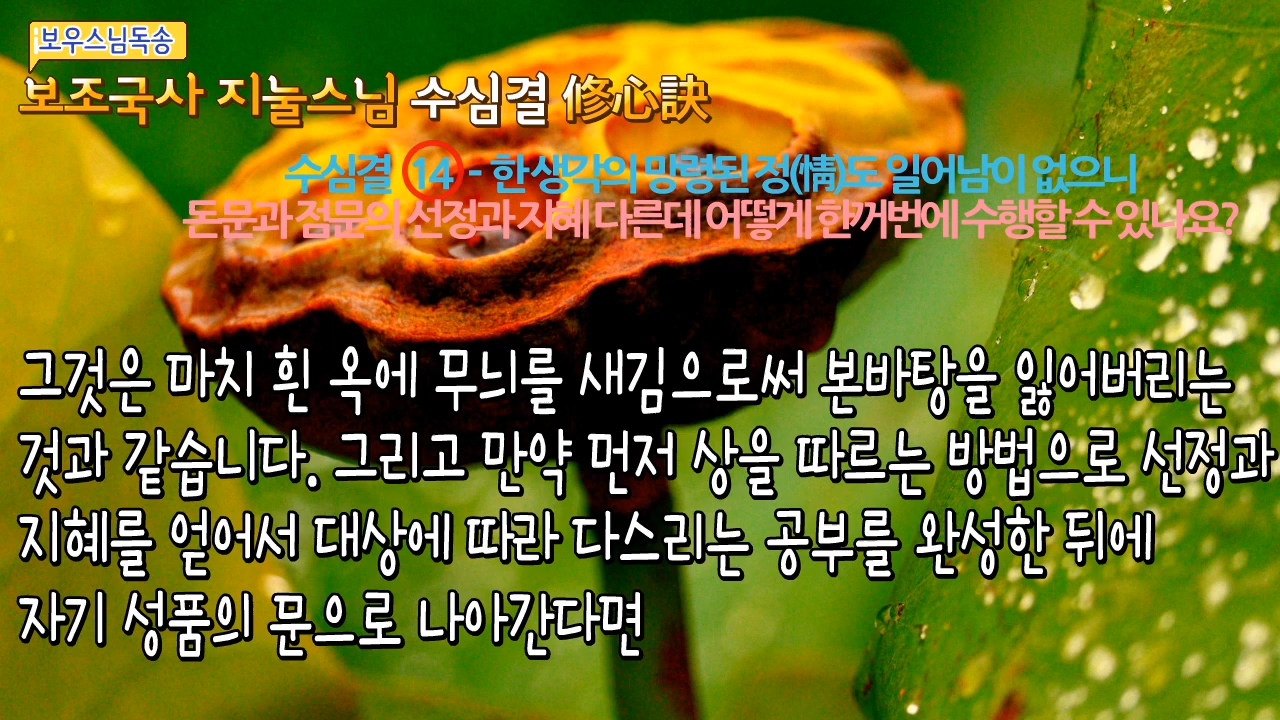 보우스님독송
보조국사 지눌스님 수심결 修心訣
수심결 14 - 한 생각의 망령된 정(情)도 일어남이 없으니
돈문과 점문의 선정과 지혜 다른데 어떻게 한꺼번에 수행할 수 있나요?
그것은 마치 흰 옥에 무늬를 새김으로써 본바탕을 잃어버리는
것과 같습니다. 그리고 만약 먼저 상을 따르는 방법으로 선정과
지혜를 얻어서 대상에 따라 다스리는 공부를 완성한 뒤에
자기 성품의 문으로 나아간다면